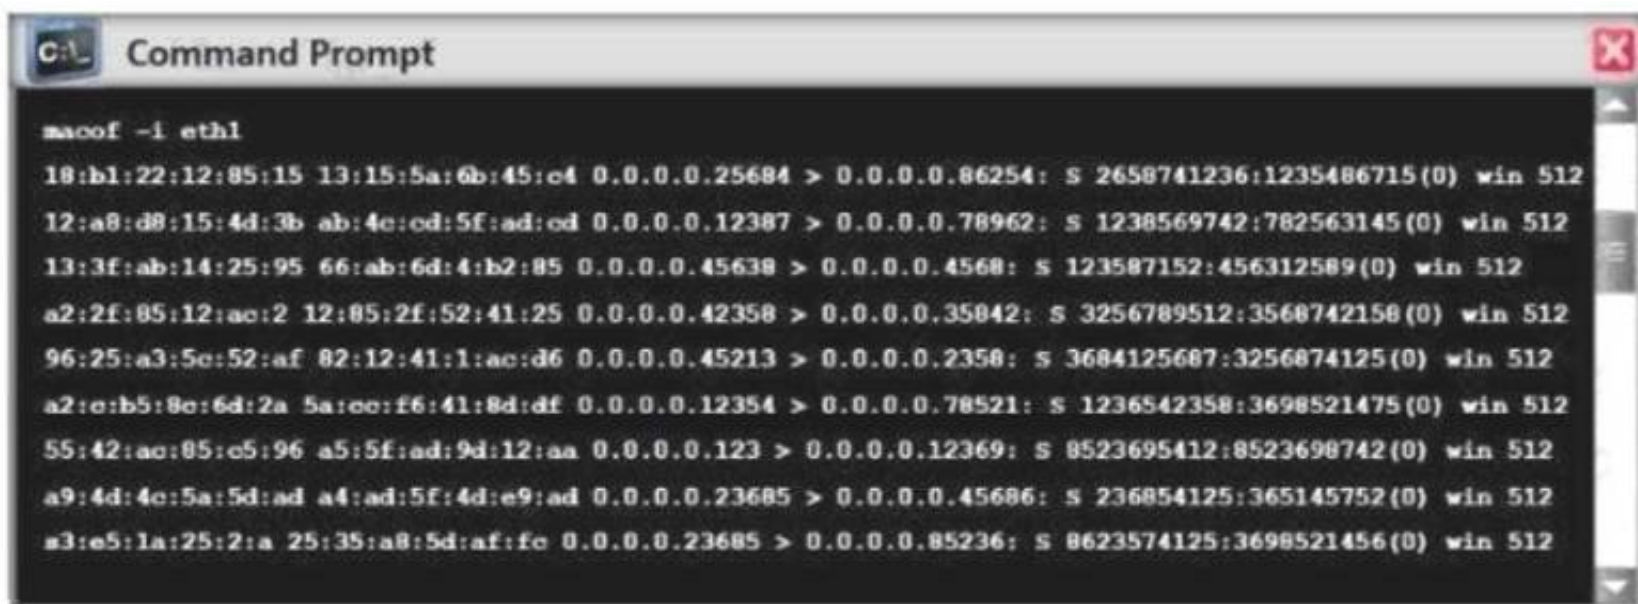 C:\_ Command Prompt
macof -i eth1
18:b1:22:12:85:15 13:15:5a:6b:45:c4 0.0.0.0.25684 > 0.0.0.0.86254: S 2658741236:1235486715(0) win 512
12:a8:d8:15:4d:3b ab:4c:cd:5f:ad:cd 0.0.0.0.12387 > 0.0.0.0.78962: S 1238569742:782563145(0) win 512
13:3f:ab:14:25:95 66:ab:6d:4:b2:85 0.0.0.0.45638 > 0.0.0.0.4568: S 123587152:456312589(0) win 512
a2:2f:85:12:ac:2 12:85:2f:52:41:25 0.0.0.0.42358 > 0.0.0.0.35842: S 3256789512:3568742158(0) win 512
96:25:a3:5c:52:af 82:12:41:1:ac:d6 0.0.0.0.45213 > 0.0.0.0.2358: S 3684125687:3256874125(0) win 512
a2:c:b5:8c:6d:2a 5a:cc:f6:41:8d:df 0.0.0.0.12354 > 0.0.0.0.78521: S 1236542358:3698521475(0) win 512
55:42:ac:85:c5:96 a5:5f:ad:9d:12:aa 0.0.0.0.123 > 0.0.0.0.12369: S 8523695412:8523698742(0) win 512
a9:4d:4c:5a:5d:ad a4:ad:5f:4d:e9:ad 0.0.0.0.23685 > 0.0.0.0.45686: S 236854125:365145752(0) win 512
s3:e5:1a:25:2:a 25:35:a8:5d:af:fc 0.0.0.0.23685 > 0.0.0.0.85236: S 8623574125:3698521456(0) win 512